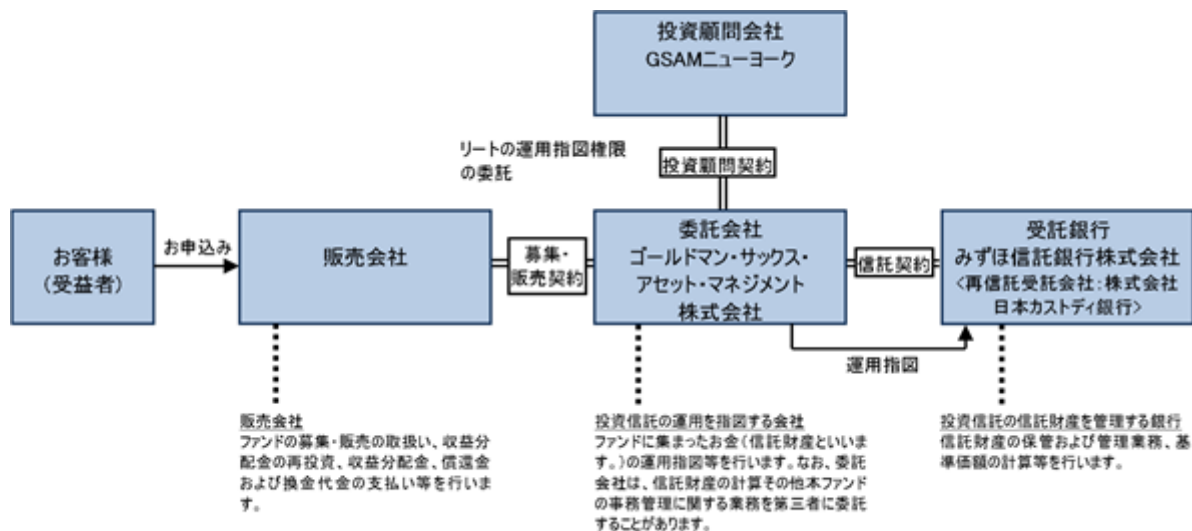 投資顧問会社
GSAMニューヨーク
リートの運用指図権限
の委託
投資顧問契約
お客様
(受益者)
お申込み
販売会社
募集・
販売契約
委託会社
ゴールドマン・サックス・
アセット・マネジメント
株式会社
信託契約
受託銀行
みずほ信託銀行株式会社
<再信託受託会社:株式会社
日本カストディ銀行>
運用指図
販売会社
ファンドの募集・販売の取扱い、収益分
配金の再投資、収益分配金、償還金
および換金代金の支払い等を行いま
す。
投資信託の運用を指図する会社
ファンドに集まったお金(信託財産といいま
す。)の運用指図等を行います。なお、委託
会社は、信託財産の計算その他本ファンド
の事務管理に関する業務を第三者に委託
することがあります。
投資信託の信託財産を管理する銀行
信託財産の保管および管理業務、基
準価額の計算等を行います。